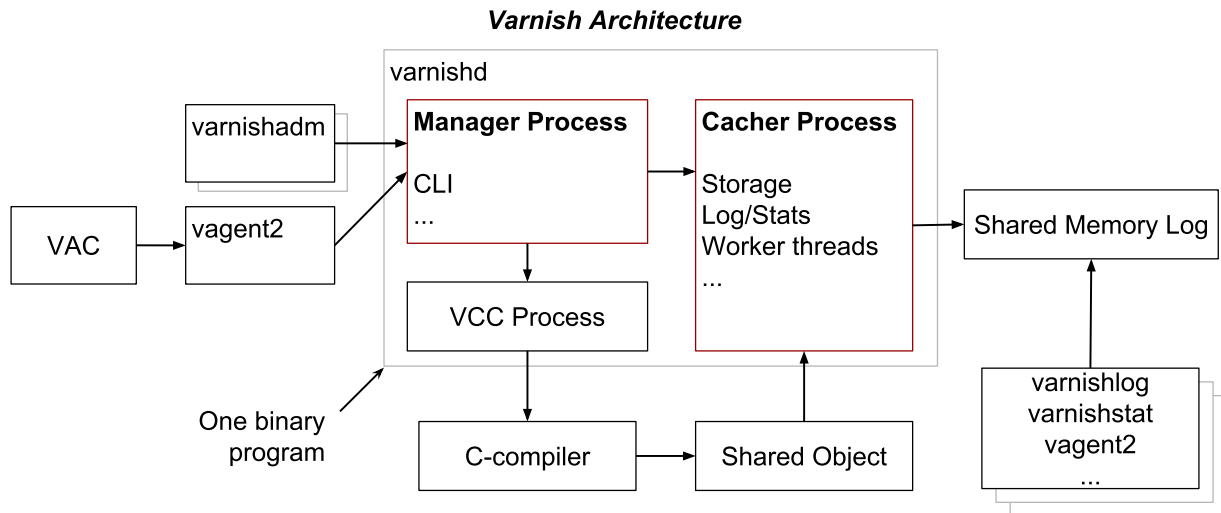 Varnish Architecture
varnishd
varnishadm
Manager Process
CLI
...
Cacher Process
Storage
Log/Stats
Worker threads
...
VAC
vagent2
Shared Memory Log
VCC Process
One binary
program
C-compiler
Shared Object
varnishlog
varnishstat
vagent2
...